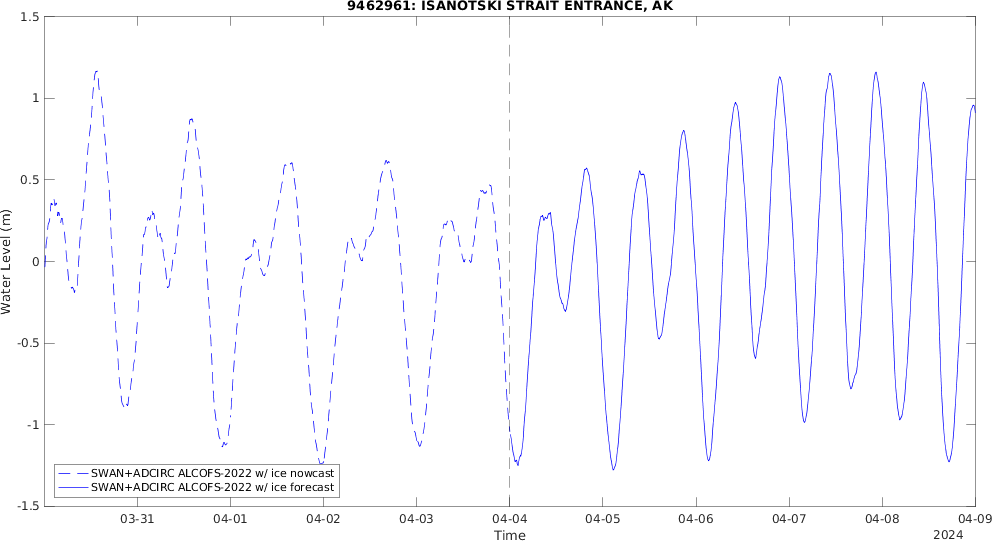 9462961: ISANOTSKI STRAIT ENTRANCE, AK
1.5
1
0.5
0
-0.5
-1
-1.5
Water Level (m)
SWAN+ADCIRC ALCOFS-2022 w/ ice nowcast
SWAN+ADCIRC ALCOFS-2022 w/ ice forecast
03-31 04-01 04-02 04-03 04-04 04-05 04-06 04-07 04-08 04-09
Time
2024